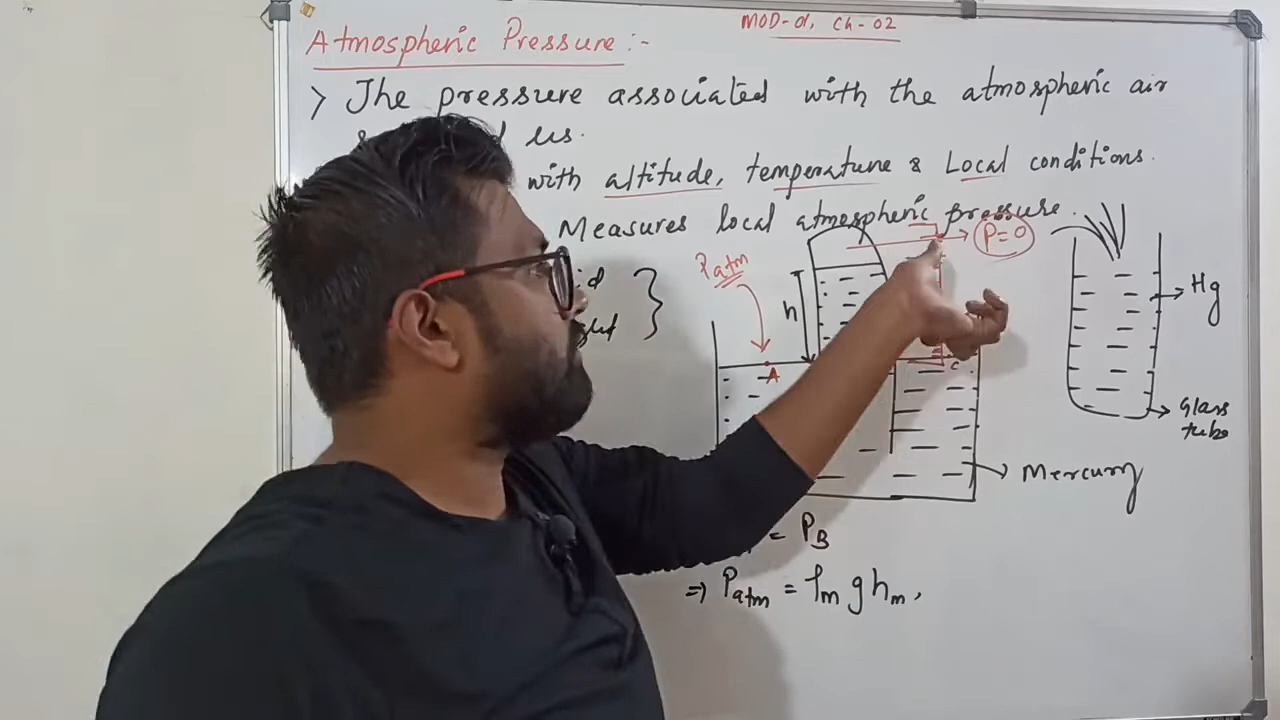 MOD-01, Ch-02
Atmospheric Pressure:-
> The pressure associated with the atmospheric air
us.
with altitude, temperature & Local conditions.
Measures local atmospheric pressure.
P=0
Patm
h
Hg
A
C
Glass
tube
Mercury
= PB
⇒ Patm = ρm g hm,